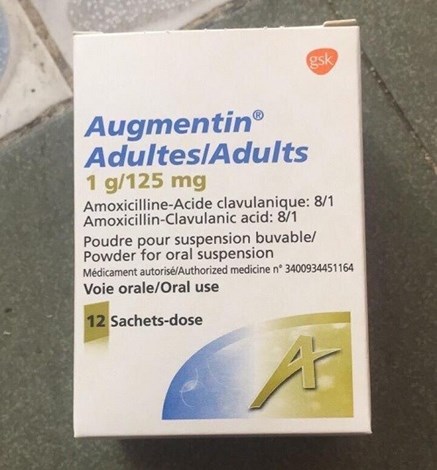 gsk
Augmentin®
Adultes/Adults
1 g/125 mg
Amoxicilline-Acide clavulanique: 8/1
Amoxicillin-Clavulanic acid: 8/1
Poudre pour suspension buvable/
Powder for oral suspension
Médicament autorisé/Authorized medicine n° 3400934451164
Voie orale/Oral use
12 Sachets-dose
A